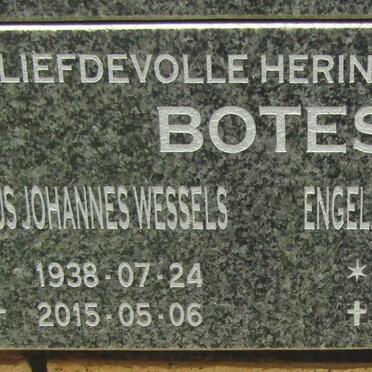 LIEFDEVOLLE HERIN
BOTES
US JOHANNES WESSELS ENGEL
1938-07-24 *
2015-05-06 †